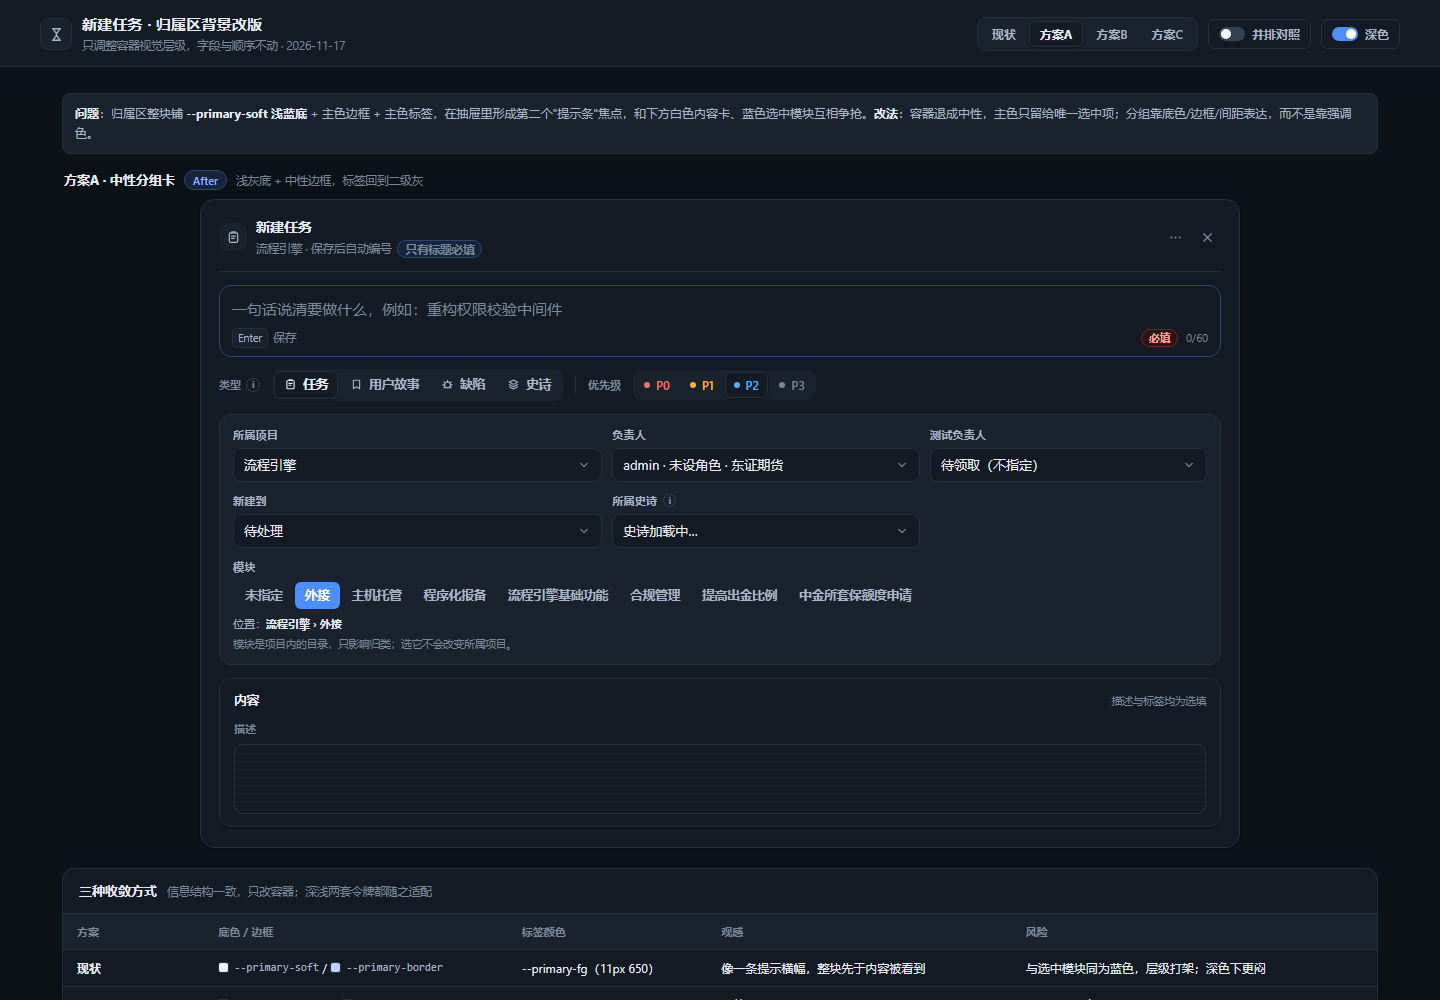 新建任务 · 归属区背景改版
只调整容器视觉层级，字段与顺序不动 · 2026-11-17
现状 方案A 方案B 方案C 并排对照 深色
问题：归属区整块铺 --primary-soft 浅蓝底 + 主色边框 + 主色标签，在抽屉里形成第二个"提示条"焦点，和下方白色内容卡、蓝色选中模块互相争抢。改法：容器退成中性，主色只留给唯一选中项；分组靠底色/边框/间距表达，而不是靠强调
色。
方案A · 中性分组卡 After 浅灰底 + 中性边框，标签回到二级灰
新建任务
流程引擎 · 保存后自动编号 只有标题必填
一句话说清要做什么，例如：重构权限校验中间件
Enter 保存 必填 0/60
类型 任务 用户故事 缺陷 史诗 优先级 P0 P1 P2 P3
所属项目 负责人 测试负责人
流程引擎 admin · 未设角色 · 东证期货 待领取（不指定）
新建到 所属史诗
待处理 史诗加载中...
模块
未指定 外接 主机托管 程序化报备 流程引擎基础功能 合规管理 提高出金比例 中金所套保额度申请
位置：流程引擎 › 外接
模块是项目内的目录，只影响归类；选它不会改变所属项目。
内容 描述与标签均为选填
描述
三种收敛方式 信息结构一致，只改容器；深浅两套令牌都随之适配
方案 底色 / 边框 标签颜色 观感 风险
现状 --primary-soft / --primary-border --primary-fg（11px 650） 像一条提示横幅，整块先于内容被看到 与选中模块同为蓝色，层级打架；深色下更闷